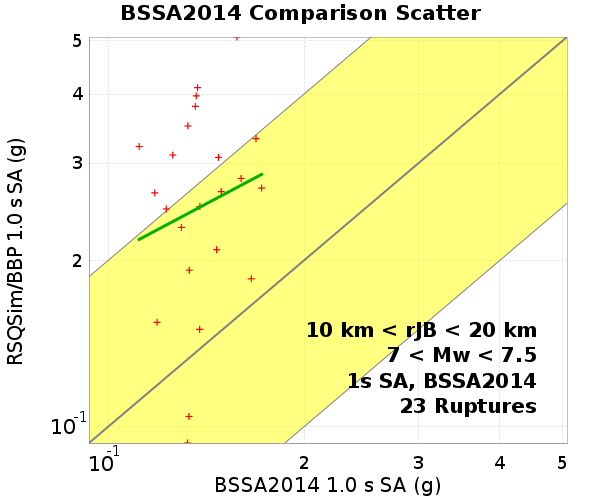 BSSA2014 Comparison Scatter
RSQSim/BBP 1.0 s SA (g)
5
4
3
2
10^-1
10 km < rJB < 20 km
7 < Mw < 7.5
1s SA, BSSA2014
23 Ruptures
10^-1 2 3 4 5
BSSA2014 1.0 s SA (g)